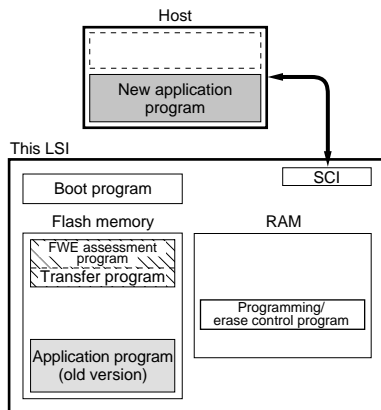 Host
New application
program
This LSI
SCI
Boot program
Flash memory
RAM
FWE assessment
program
Transfer program
Programming/
erase control program
Application program
(old version)